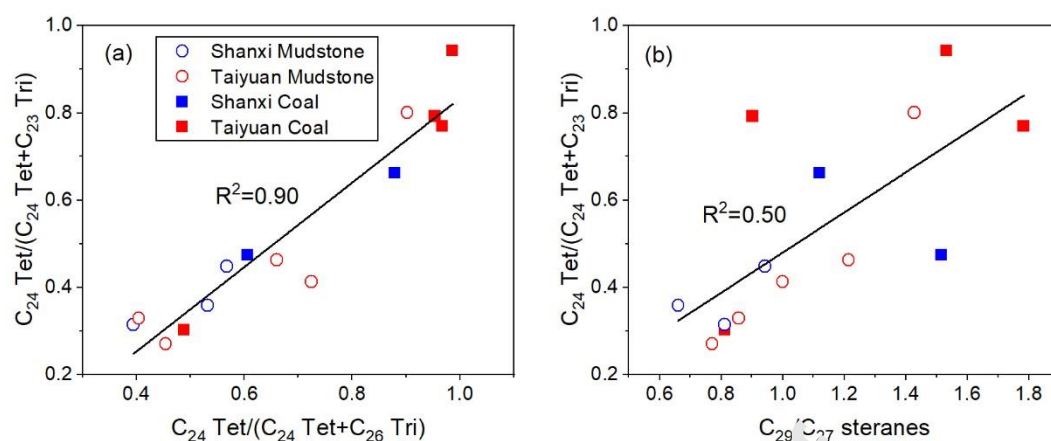 (a)
Shanxi Mudstone
Taiyuan Mudstone
Shanxi Coal
Taiyuan Coal
R²=0.90
1.0
0.8
0.6
0.4
0.2
0.4 0.6 0.8 1.0
C₂₄ Tet/(C₂₄ Tet+C₂₃ Tri)
C₂₄ Tet/(C₂₄ Tet+C₂₆ Tri)
(b)
R²=0.50
1.0
0.8
0.6
0.4
0.2
0.6 0.8 1.0 1.2 1.4 1.6 1.8
C₂₄ Tet/(C₂₄ Tet+C₂₃ Tri)
C₂₉/C₂₇ steranes